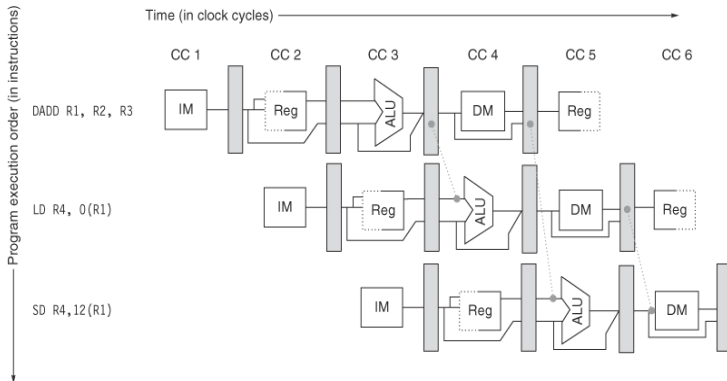 Time (in clock cycles)
CC 1 CC 2 CC 3 CC 4 CC 5 CC 6
Program execution order (in instructions)
DADD R1, R2, R3
IM Reg ALU DM Reg
LD R4, 0(R1)
IM Reg ALU DM Reg
SD R4,12(R1)
IM Reg ALU DM